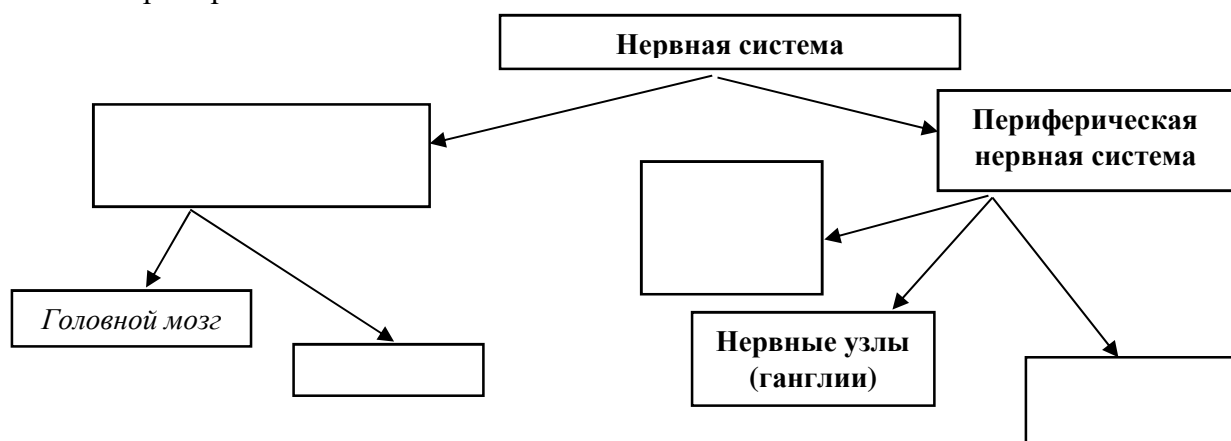 Нервная система
Периферическая
нервная система
Головной мозг
Нервные узлы
(ганглии)